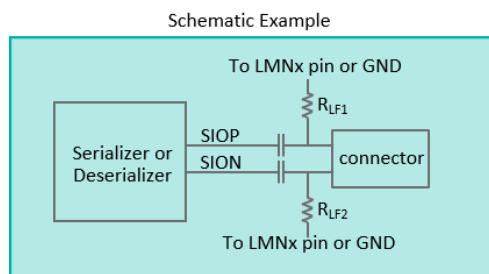 Schematic Example
To LMNx pin or GND
RLF1
SIOP
Serializer or
Deserializer
SION
connector
RLF2
To LMNx pin or GND